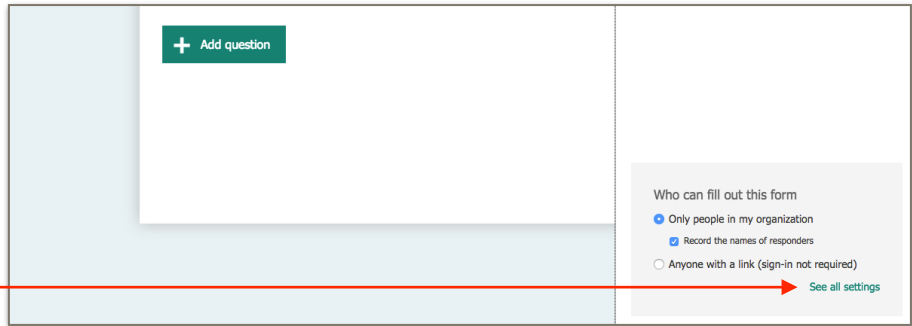 Add question
Who can fill out this form
Only people in my organization
Record the names of responders
Anyone with a link (sign-in not required)
See all settings